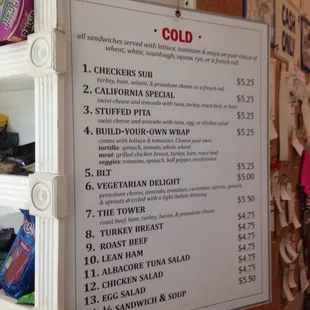 COLD
all sandwiches served with lettuce, tomatoes & mayo on your choice of
wheat, white, sourdough, squaw, rye, or a french roll
1. CHECKERS SUB $5.25
turkey, ham, salami, & provolone cheese on a french roll
2. CALIFORNIA SPECIAL $5.25
swiss cheese and avocado with tuna, turkey, roast beef, or ham
3. STUFFED PITA $5.25
swiss cheese and avocado with tuna, egg, or chicken salad
4. BUILD-YOUR-OWN WRAP $5.25
comes with lettuce & tomatoes. Choose your own:
tortilla: spinach, tomato, whole wheat
meat: grilled chicken breast, turkey, ham, roast beef
veggies: romaine, spinach, bell pepper, mushrooms
5. BLT $5.25
6. VEGETARIAN DELIGHT $5.00
provolone cheese, avocado, tomatoes, cucumber, carrots,
& sprouts drizzled with a light italian dressing
7. THE TOWER $5.50
roast beef, ham, turkey, bacon, & provolone cheese
8. TURKEY BREAST $4.75
9. ROAST BEEF $4.75
10. LEAN HAM $4.75
11. ALBACORE TUNA SALAD $4.75
12. CHICKEN SALAD $4.75
13. EGG SALAD $4.75
½ SANDWICH & SOUP $5.50
CASH
ONLY